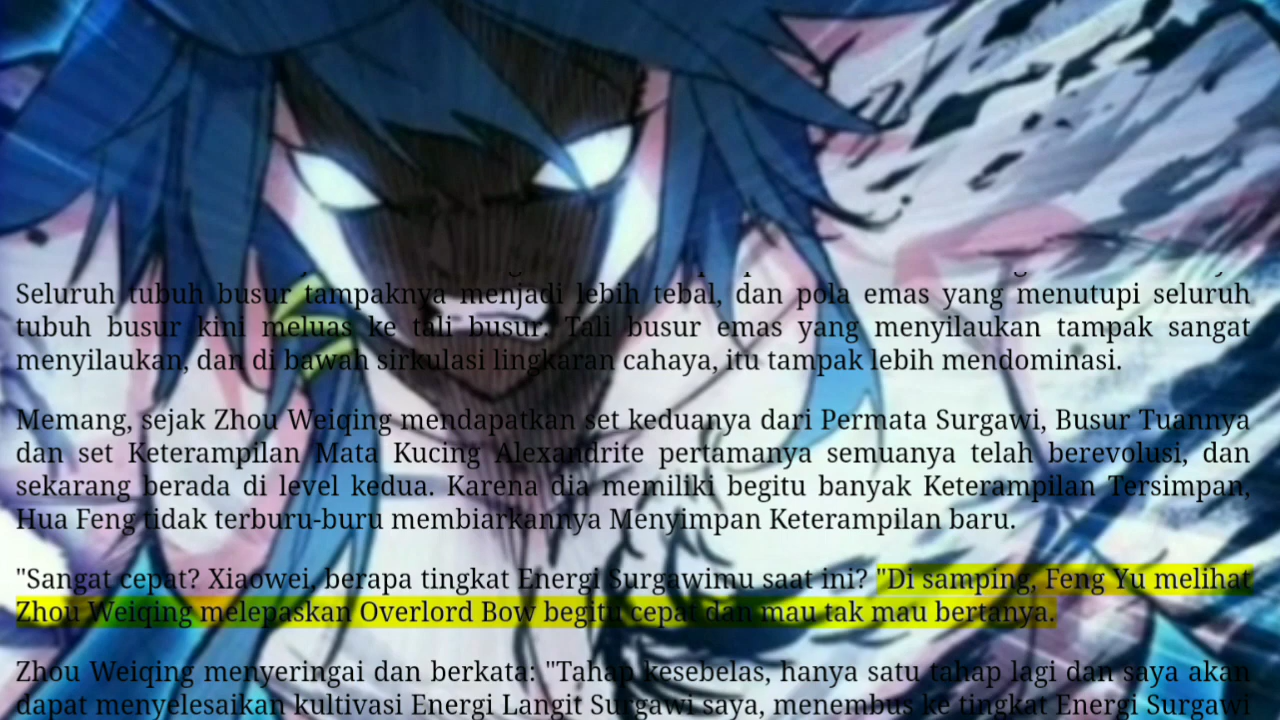 Seluruh tubuh busur tampaknya menjadi lebih tebal, dan pola emas yang menutupi seluruh
tubuh busur kini meluas ke tali busur. Tali busur emas yang menyilaukan tampak sangat
menyilaukan, dan di bawah sirkulasi lingkaran cahaya, itu tampak lebih mendominasi.
Memang, sejak Zhou Weiqing mendapatkan set keduanya dari Permata Surgawi, Busur Tuannya
dan set Keterampilan Mata Kucing Alexandrite pertamanya semuanya telah berevolusi, dan
sekarang berada di level kedua. Karena dia memiliki begitu banyak Keterampilan Tersimpan,
Hua Feng tidak terburu-buru membiarkannya Menyimpan Keterampilan baru.
"Sangat cepat? Xiaowei, berapa tingkat Energi Surgawimu saat ini? "Di samping, Feng Yu melihat
Zhou Weiqing melepaskan Overlord Bow begitu cepat dan mau tak mau bertanya.
Zhou Weiqing menyeringai dan berkata: "Tahap kesebelas, hanya satu tahap lagi dan saya akan
dapat menyelesaikan kultivasi Energi Langit Surgawi saya, menembus ke tingkat Energi Surgawi